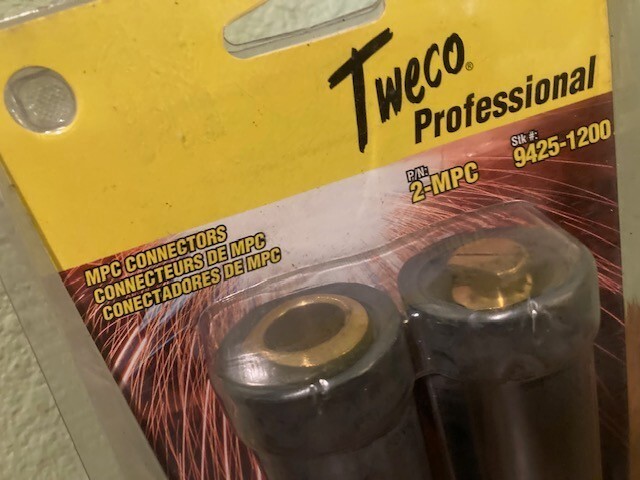 Tweco®
Professional
P/N: Stk #:
2-MPC 9425-1200
MPC CONNECTORS
CONNECTEURS DE MPC
CONECTADORES DE MPC